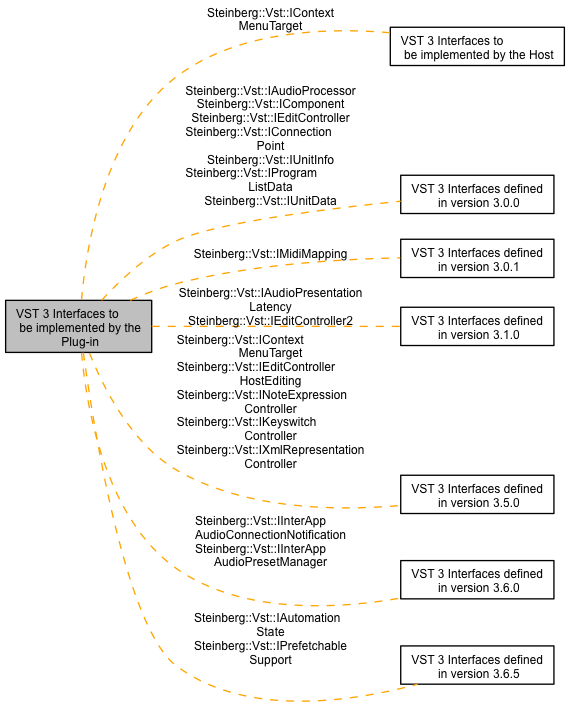 Steinberg::Vst::IContext
MenuTarget
VST 3 Interfaces to
be implemented by the Host
Steinberg::Vst::IAudioProcessor
Steinberg::Vst::IComponent
Steinberg::Vst::IEditController
Steinberg::Vst::IConnection
Point
Steinberg::Vst::IUnitInfo
Steinberg::Vst::IProgram
ListData
Steinberg::Vst::IUnitData
VST 3 Interfaces defined
in version 3.0.0
Steinberg::Vst::IMidiMapping
VST 3 Interfaces defined
in version 3.0.1
VST 3 Interfaces to
be implemented by the
Plug-in
Steinberg::Vst::IAudioPresentation
Latency
Steinberg::Vst::IEditController2
VST 3 Interfaces defined
in version 3.1.0
Steinberg::Vst::IContext
MenuTarget
Steinberg::Vst::IEditController
HostEditing
Steinberg::Vst::INoteExpression
Controller
Steinberg::Vst::IKeyswitch
Controller
Steinberg::Vst::IXmlRepresentation
Controller
VST 3 Interfaces defined
in version 3.5.0
Steinberg::Vst::IInterApp
AudioConnectionNotification
Steinberg::Vst::IInterApp
AudioPresetManager
VST 3 Interfaces defined
in version 3.6.0
Steinberg::Vst::IAutomation
State
Steinberg::Vst::IPrefetchable
Support
VST 3 Interfaces defined
in version 3.6.5